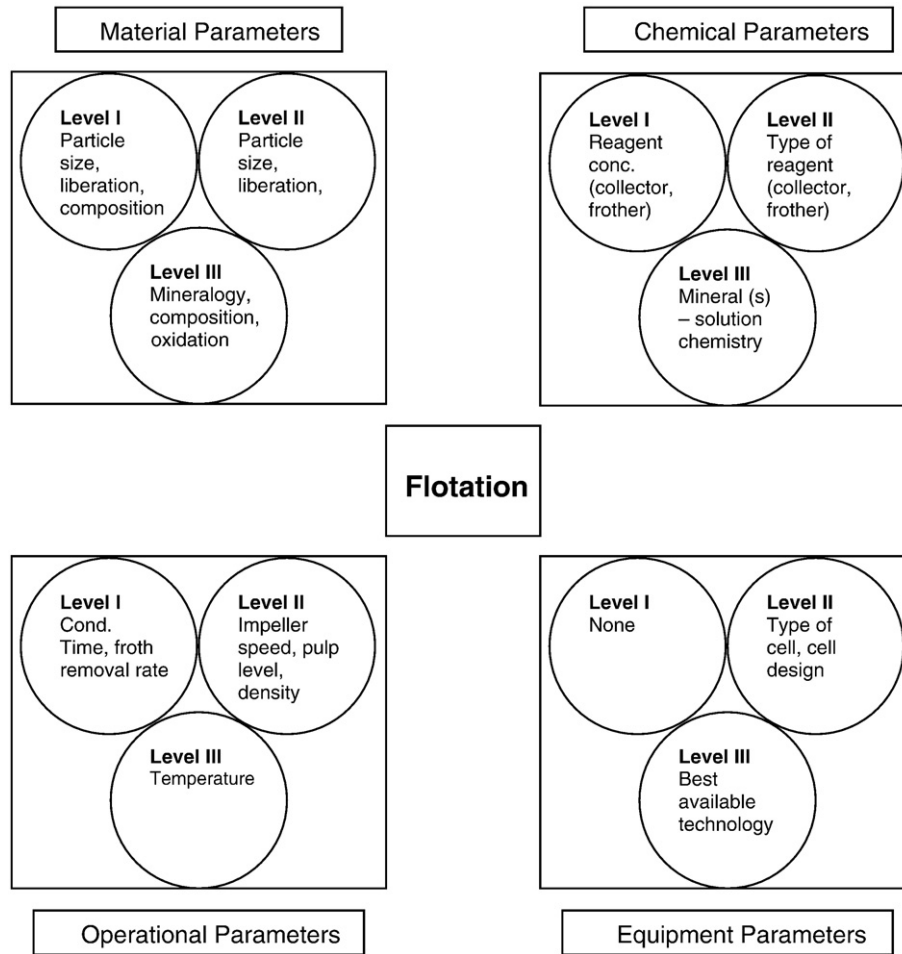 Material Parameters
Chemical Parameters
Level I
Particle
size,
liberation,
composition
Level II
Particle
size,
liberation,
Level III
Mineralogy,
composition,
oxidation
Level I
Reagent
conc.
(collector,
frother)
Level II
Type of
reagent
(collector,
frother)
Level III
Mineral (s)
– solution
chemistry
Flotation
Level I
Cond.
Time, froth
removal rate
Level II
Impeller
speed, pulp
level,
density
Level III
Temperature
Level I
None
Level II
Type of
cell, cell
design
Level III
Best
available
technology
Operational Parameters
Equipment Parameters